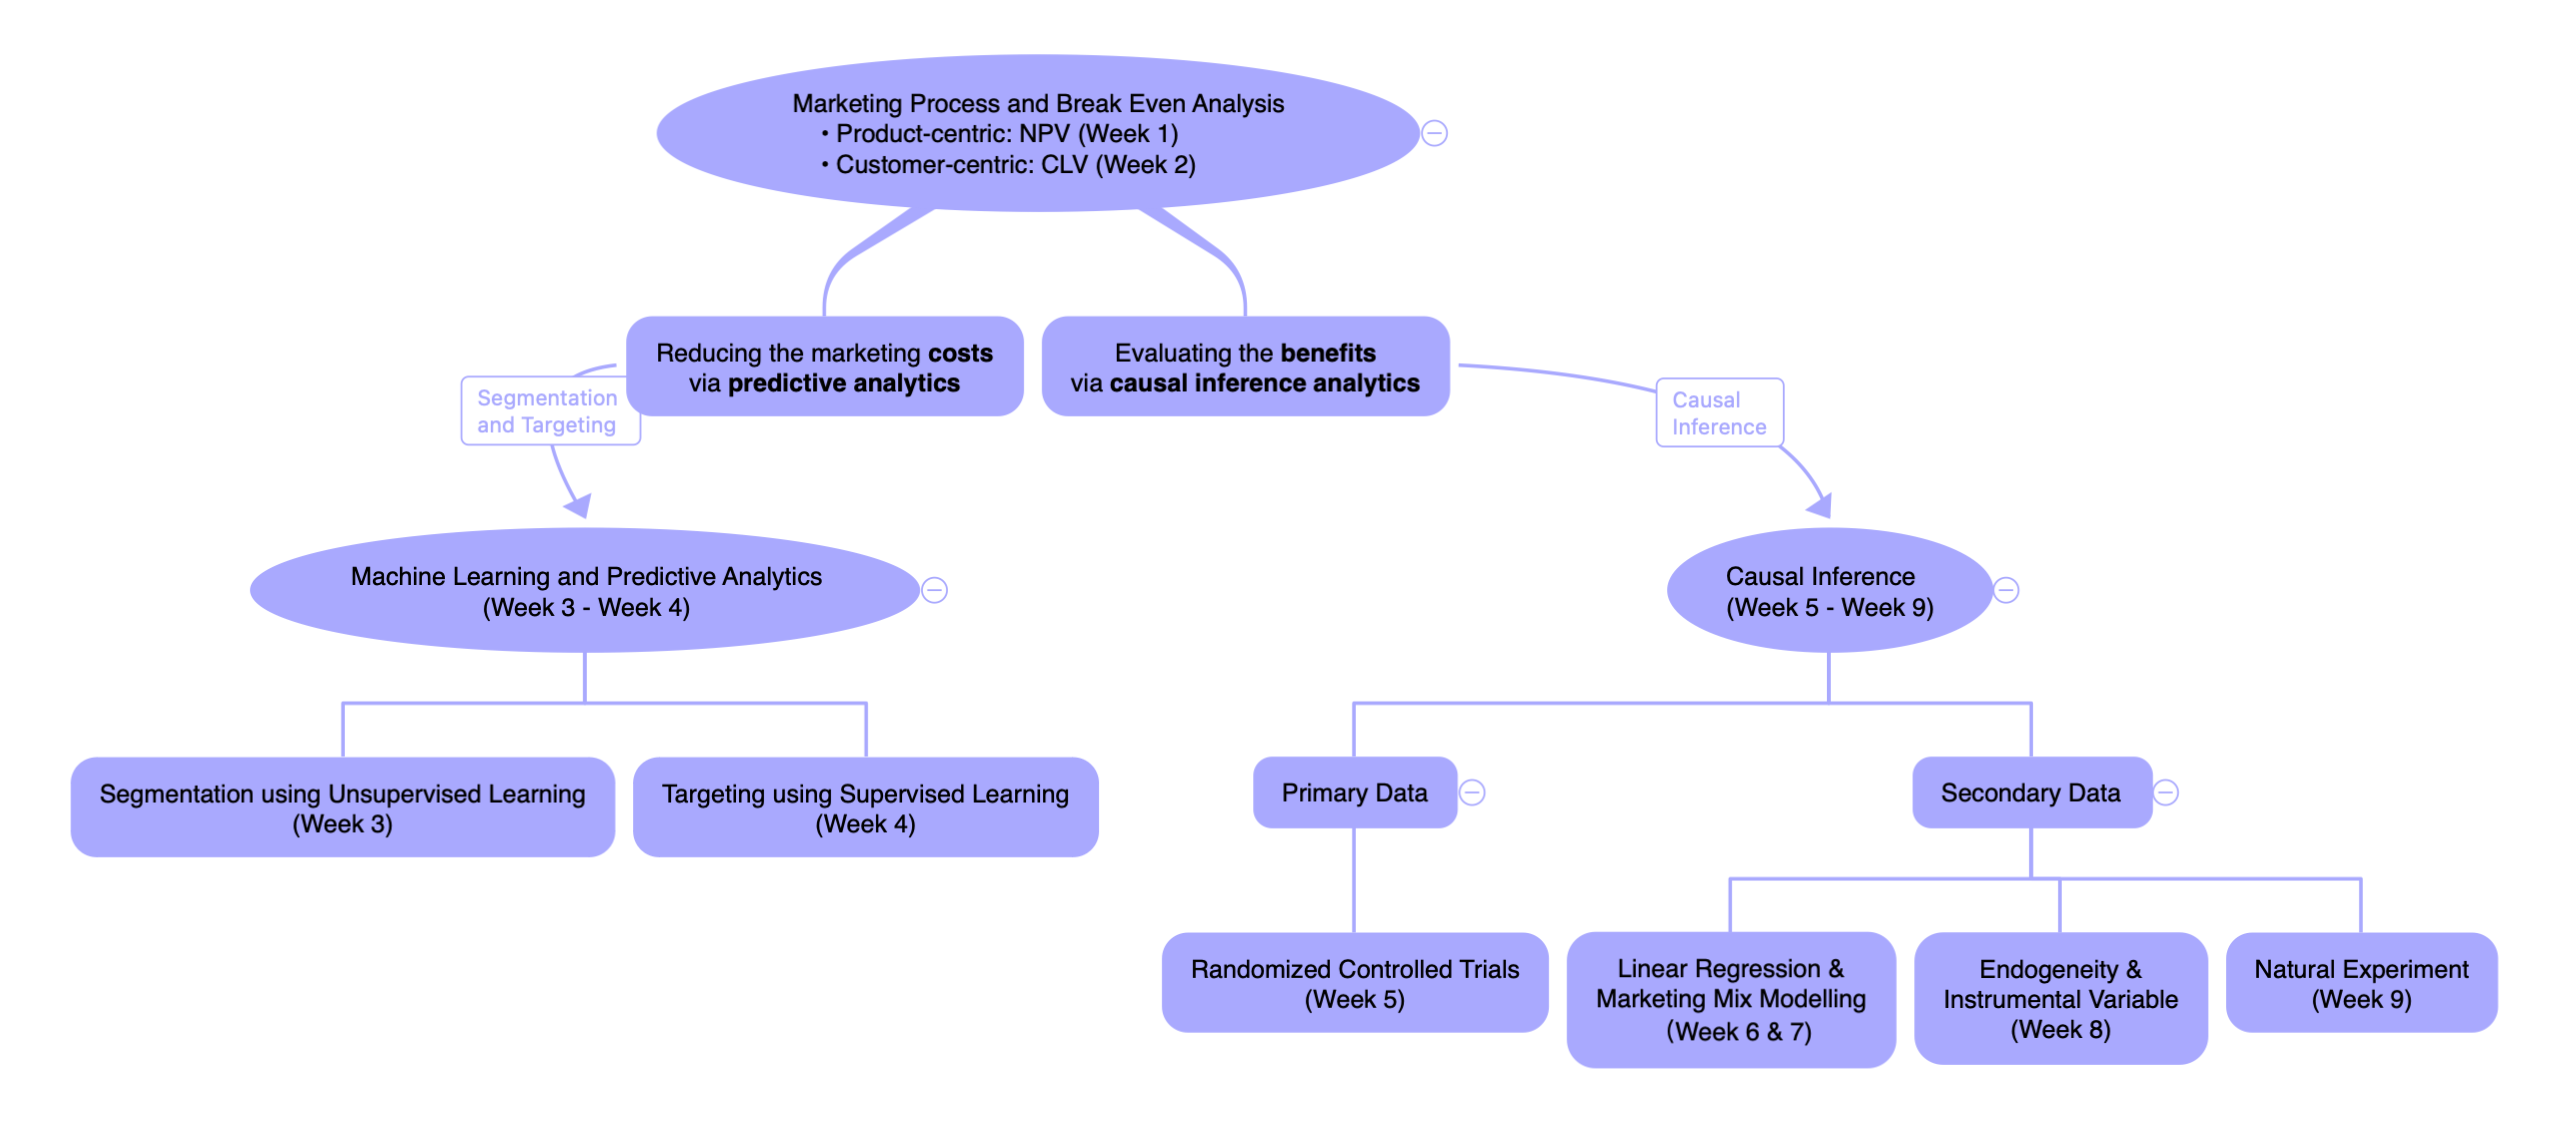 Marketing Process and Break Even Analysis
• Product-centric: NPV (Week 1)
• Customer-centric: CLV (Week 2)
Reducing the marketing costs
via predictive analytics
Evaluating the benefits
via causal inference analytics
Segmentation
and Targeting
Causal
Inference
Machine Learning and Predictive Analytics
(Week 3 - Week 4)
Causal Inference
(Week 5 - Week 9)
Segmentation using Unsupervised Learning
(Week 3)
Targeting using Supervised Learning
(Week 4)
Primary Data
Secondary Data
Randomized Controlled Trials
(Week 5)
Linear Regression &
Marketing Mix Modelling
(Week 6 & 7)
Endogeneity &
Instrumental Variable
(Week 8)
Natural Experiment
(Week 9)